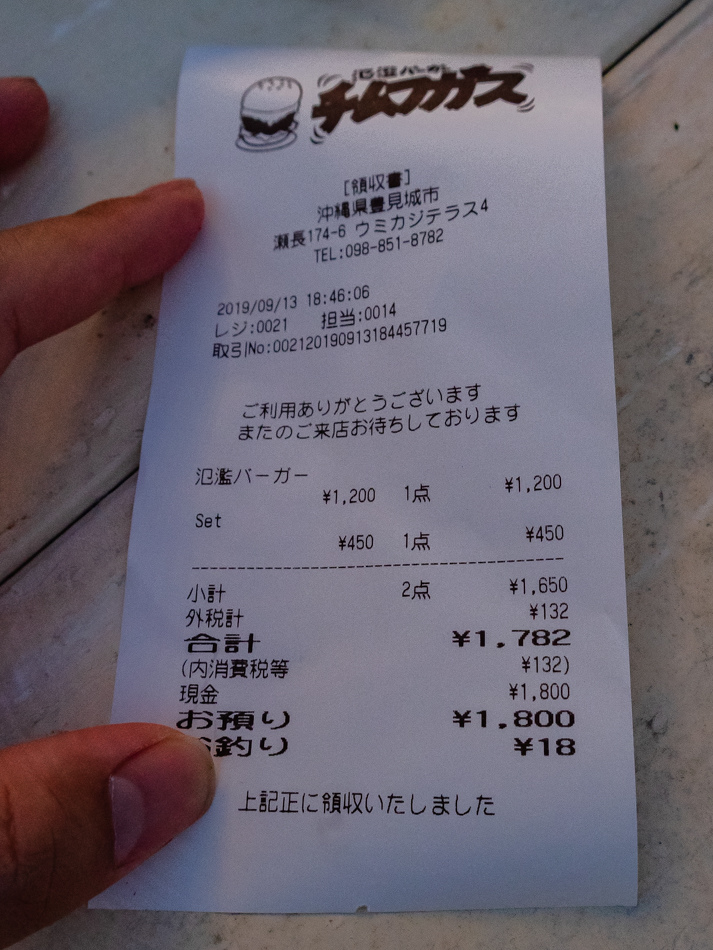 氾濫バーガー
チムフガス
[領収書]
沖縄県豊見城市
瀬長174-6 ウミカジテラス4
TEL:098-851-8782
2019/09/13 18:46:06
レジ:0021 担当:0014
取引No:002120190913184457719
ご利用ありがとうございます
またのご来店お待ちしております
氾濫バーガー
¥1,200 1点 ¥1,200
Set
¥450 1点 ¥450
小計 2点 ¥1,650
外税計 ¥132
合計 ¥1,782
(内消費税等 ¥132)
現金 ¥1,800
お預り ¥1,800
お釣り ¥18
上記正に領収いたしました